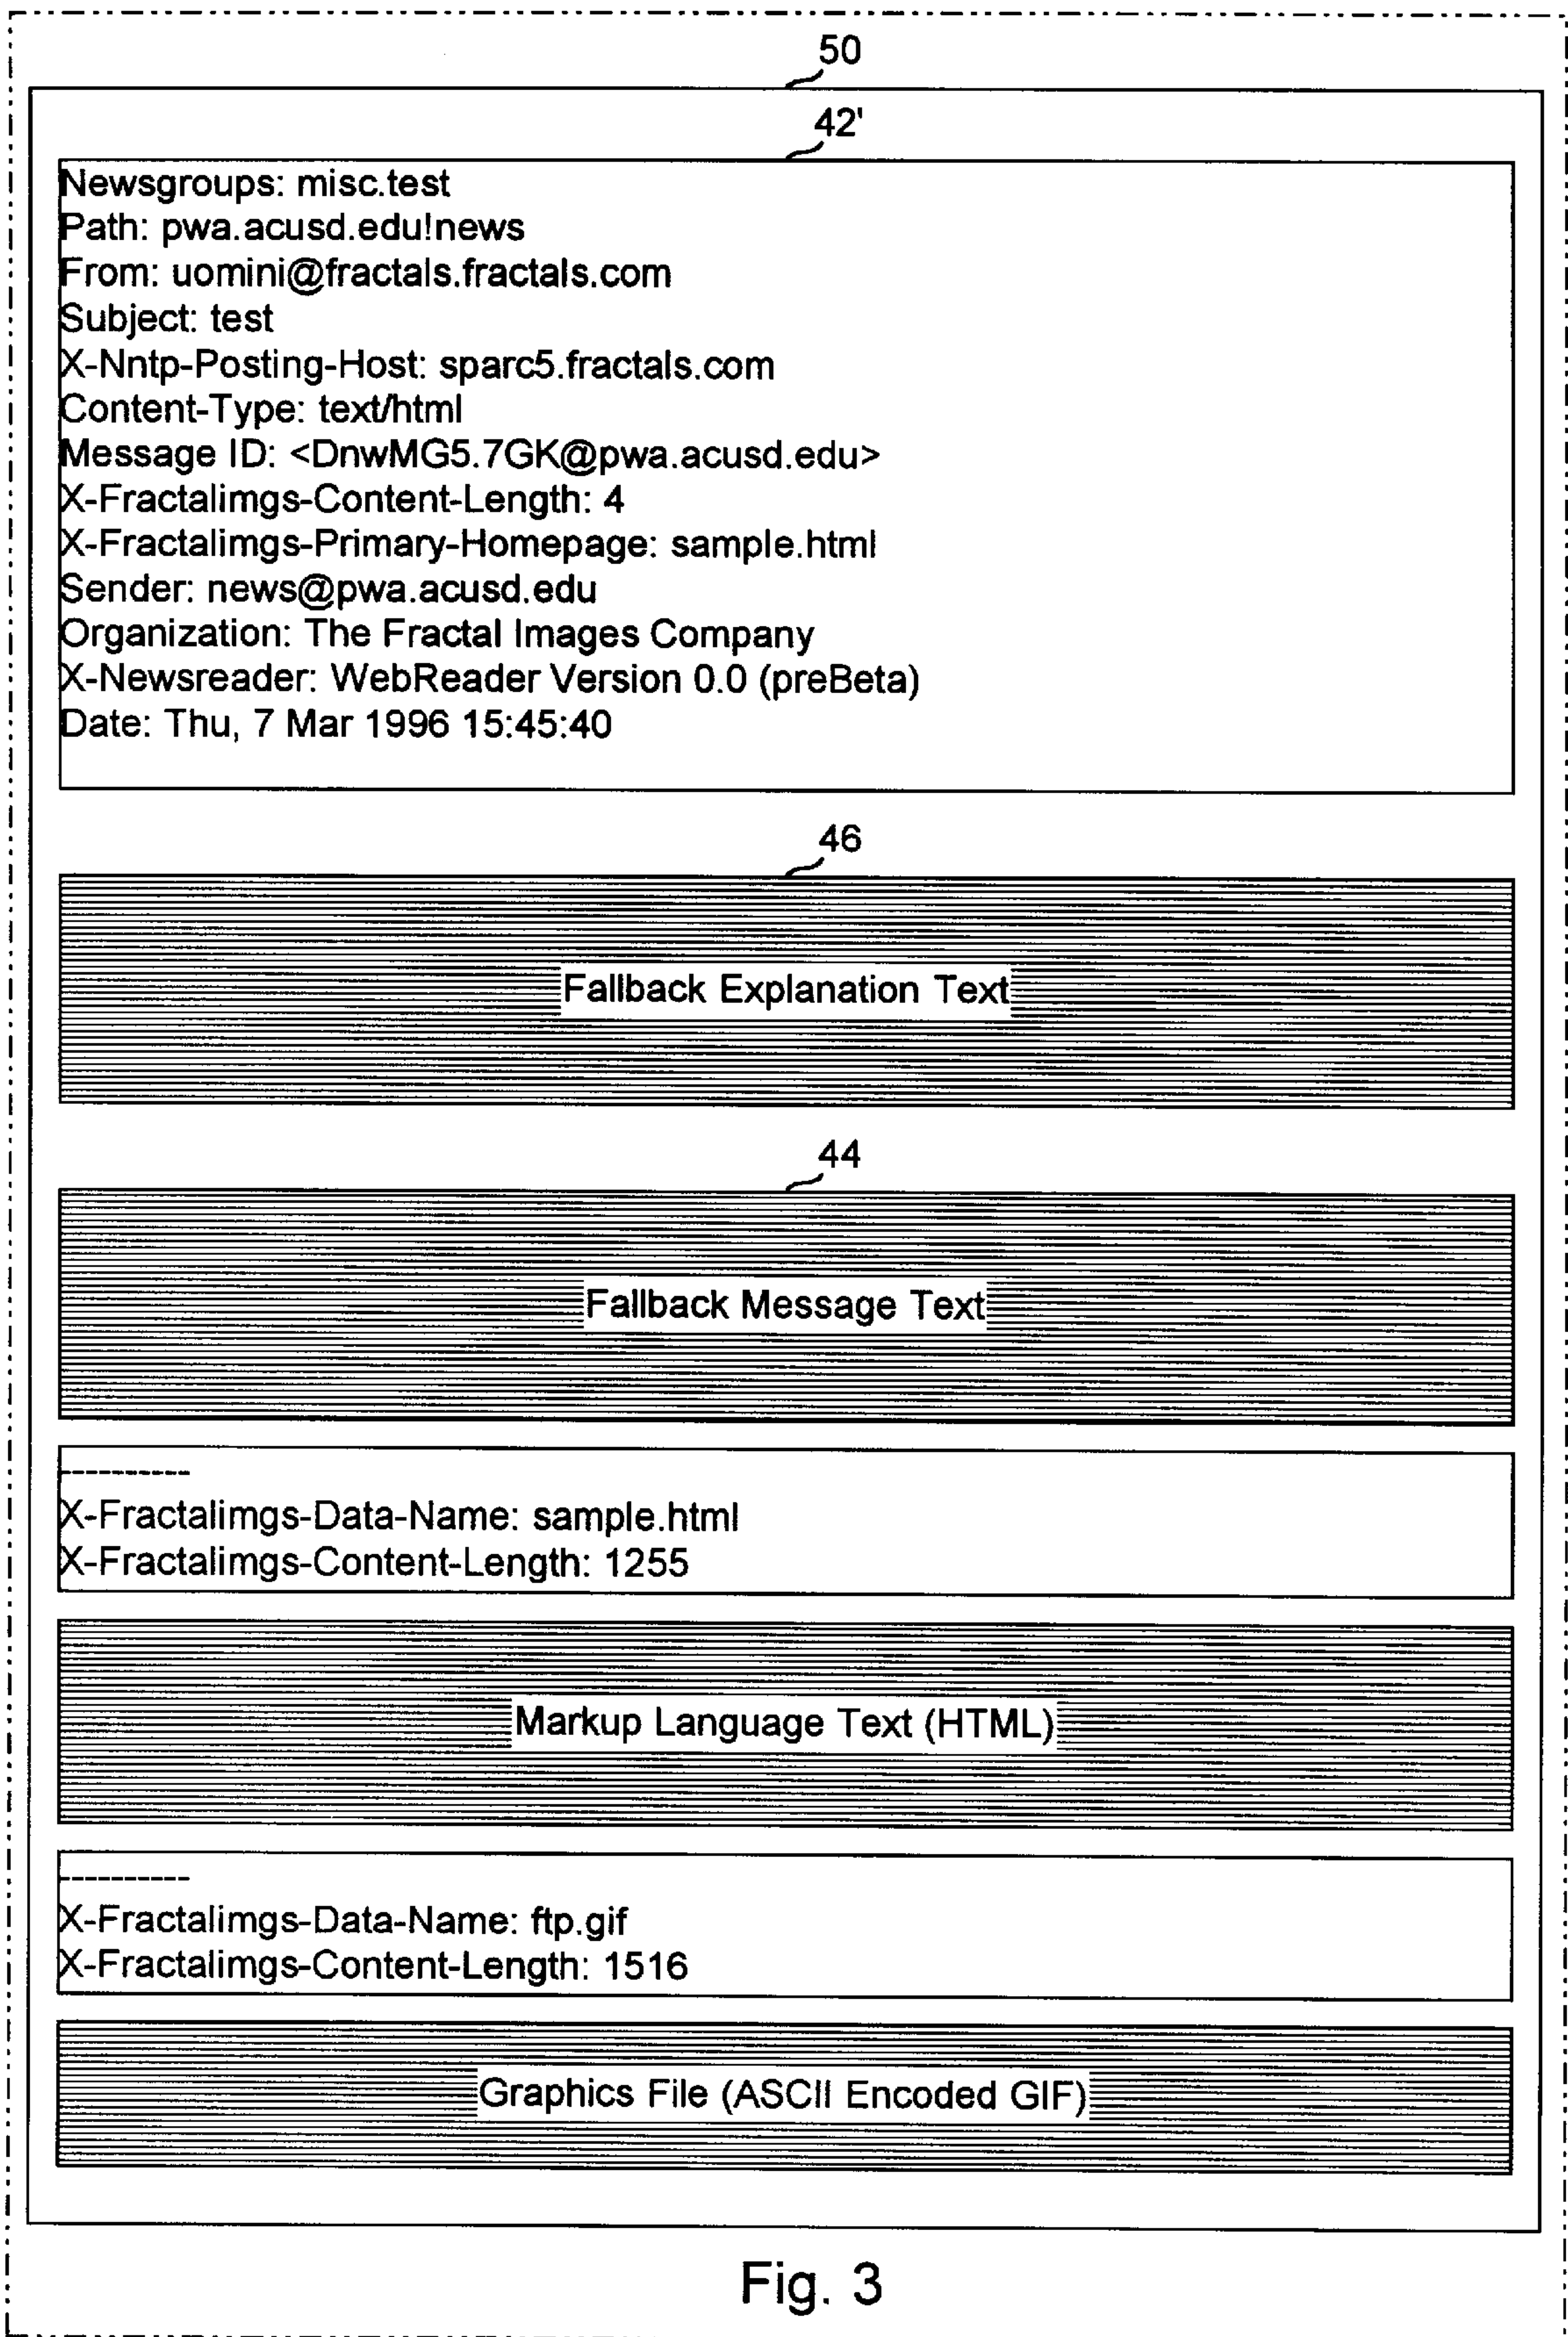 50
42'
Newsgroups: misc.test
Path: pwa.acusd.edu!news
From: uomini@fractals.fractals.com
Subject: test
X-Nntp-Posting-Host: sparc5.fractals.com
Content-Type: text/html
Message ID: <DnwMG5.7GK@pwa.acusd.edu>
X-Fractalimgs-Content-Length: 4
X-Fractalimgs-Primary-Homepage: sample.html
Sender: news@pwa.acusd.edu
Organization: The Fractal Images Company
X-Newsreader: WebReader Version 0.0 (preBeta)
Date: Thu, 7 Mar 1996 15:45:40
46
Fallback Explanation Text
44
Fallback Message Text
------------
X-Fractalimgs-Data-Name: sample.html
X-Fractalimgs-Content-Length: 1255
Markup Language Text (HTML)
------------
X-Fractalimgs-Data-Name: ftp.gif
X-Fractalimgs-Content-Length: 1516
Graphics File (ASCII Encoded GIF)
Fig. 3